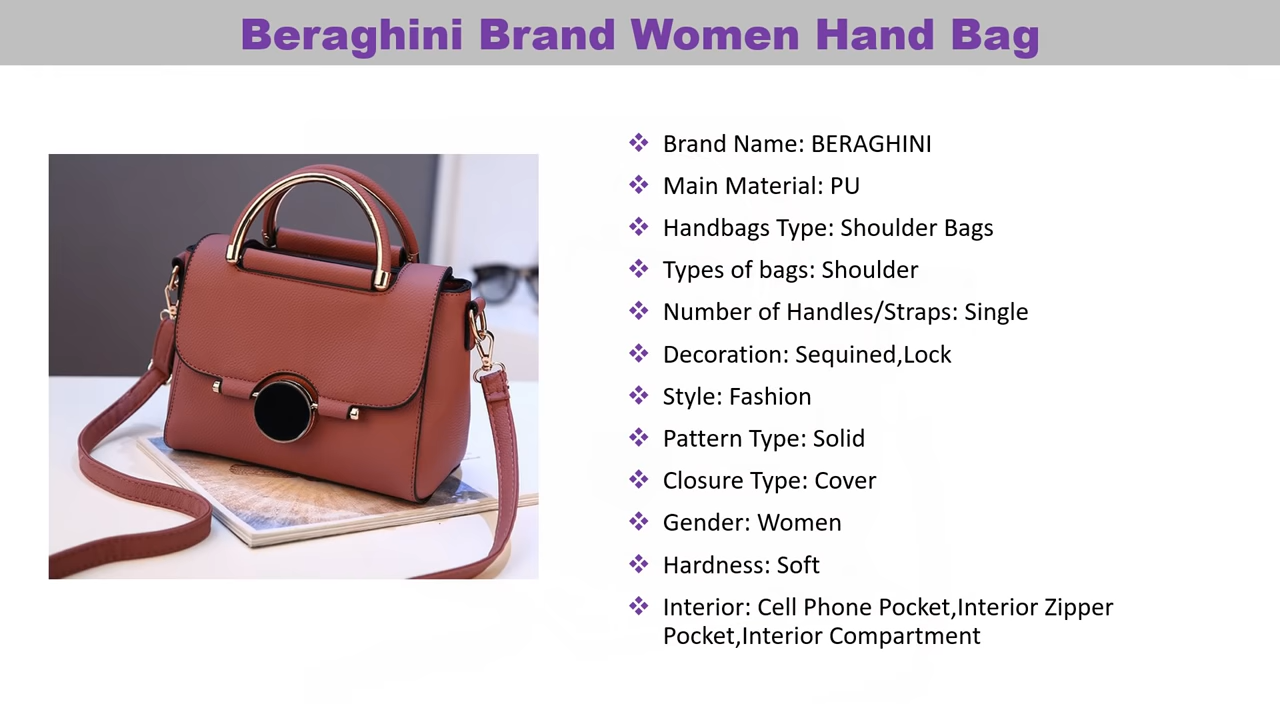 Beraghini Brand Women Hand Bag
Brand Name: BERAGHINI
Main Material: PU
Handbags Type: Shoulder Bags
Types of bags: Shoulder
Number of Handles/Straps: Single
Decoration: Sequined,Lock
Style: Fashion
Pattern Type: Solid
Closure Type: Cover
Gender: Women
Hardness: Soft
Interior: Cell Phone Pocket,Interior Zipper
Pocket,Interior Compartment